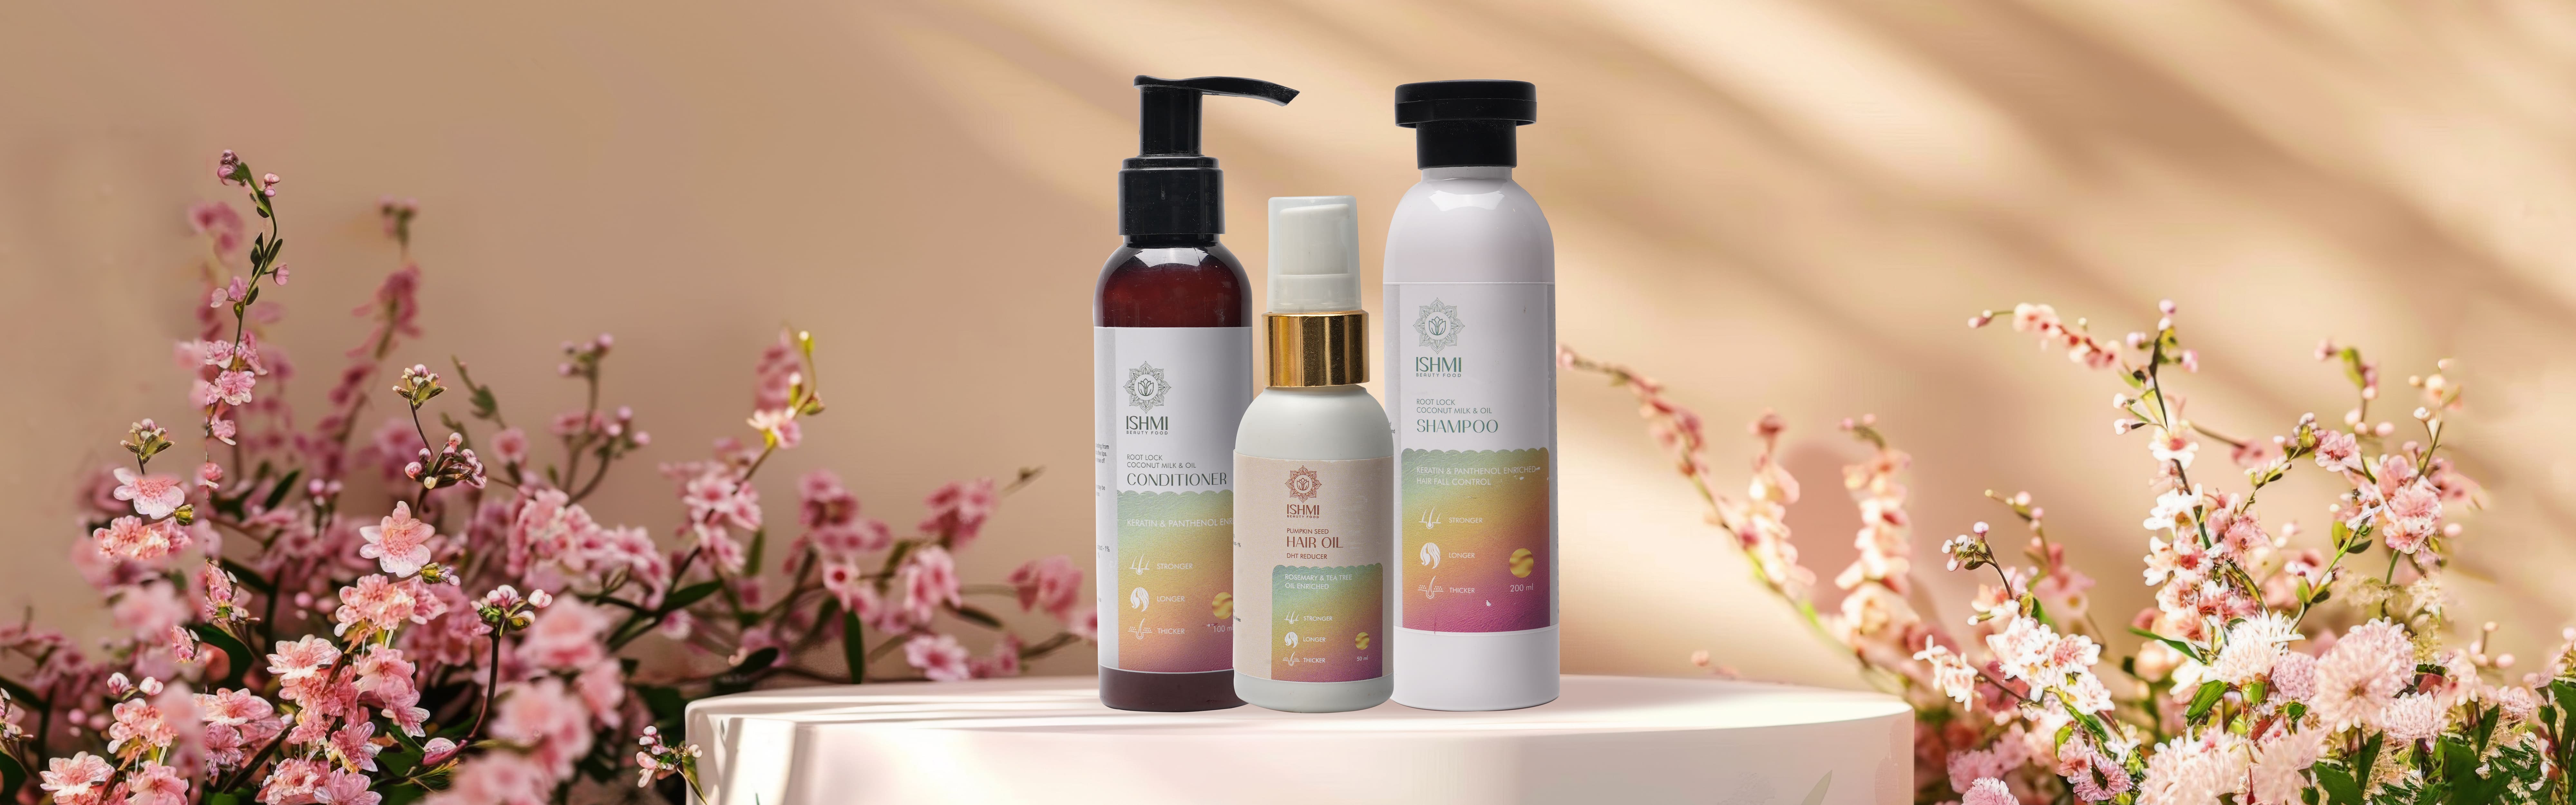 ISHMI
BEAUTY FOOD
ROOT LOCK
COCONUT MILK & OIL
CONDITIONER
KERATIN & PANTHENOL
STRONGER
LONGER
THICKER
100
ISHMI
BEAUTY FOOD
PUMPKIN SEED
HAIR OIL
DHT REDUCER
ROSEMARY & TEA TREE
OIL ENRICHED
STRONGER
LONGER
THICKER
50 ml
ISHMI
BEAUTY FOOD
ROOT LOCK
COCONUT MILK & OIL
SHAMPOO
KERATIN & PANTHENOL ENRICHED
HAIR FALL CONTROL
STRONGER
LONGER
THICKER
200 ml